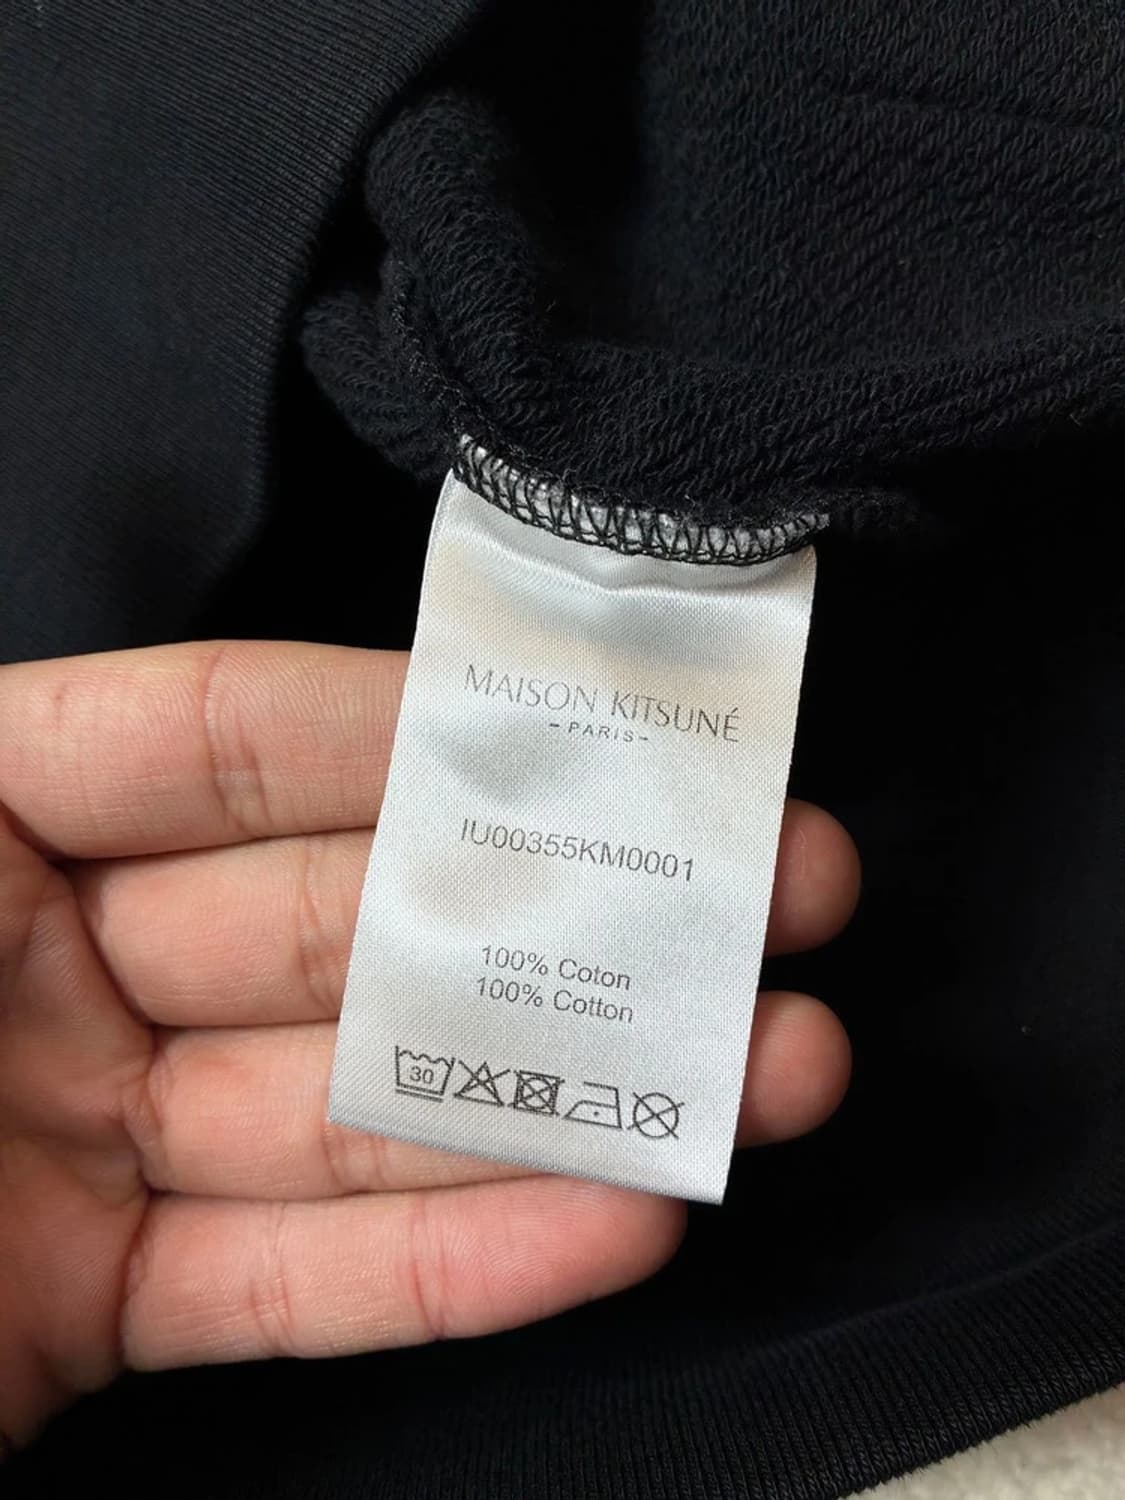 MAISON KITSUNÉ
-PARIS-
IU00355KM0001
100% Coton
100% Cotton
30